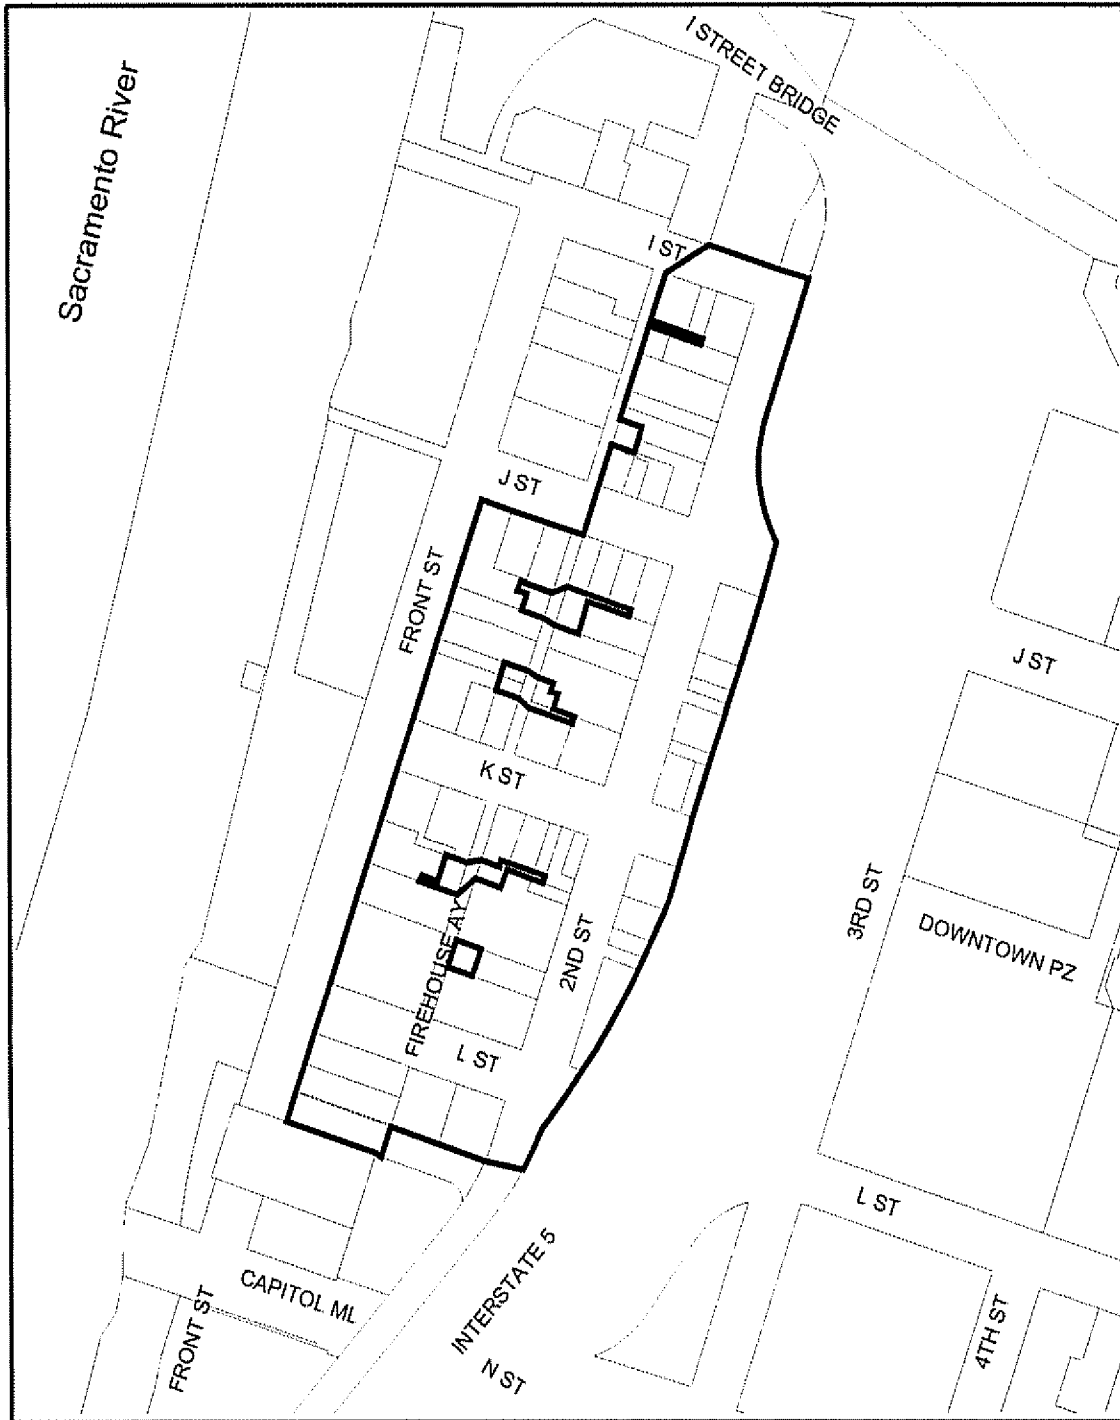 I STREET BRIDGE
Sacramento River
I ST
J ST
FRONT ST
J ST
K ST
3RD ST
DOWNTOWN PZ
2ND ST
FIREHOUSE AY
L ST
L ST
INTERSTATE 5
CAPITOL ML
FRONT ST
4TH ST
N ST